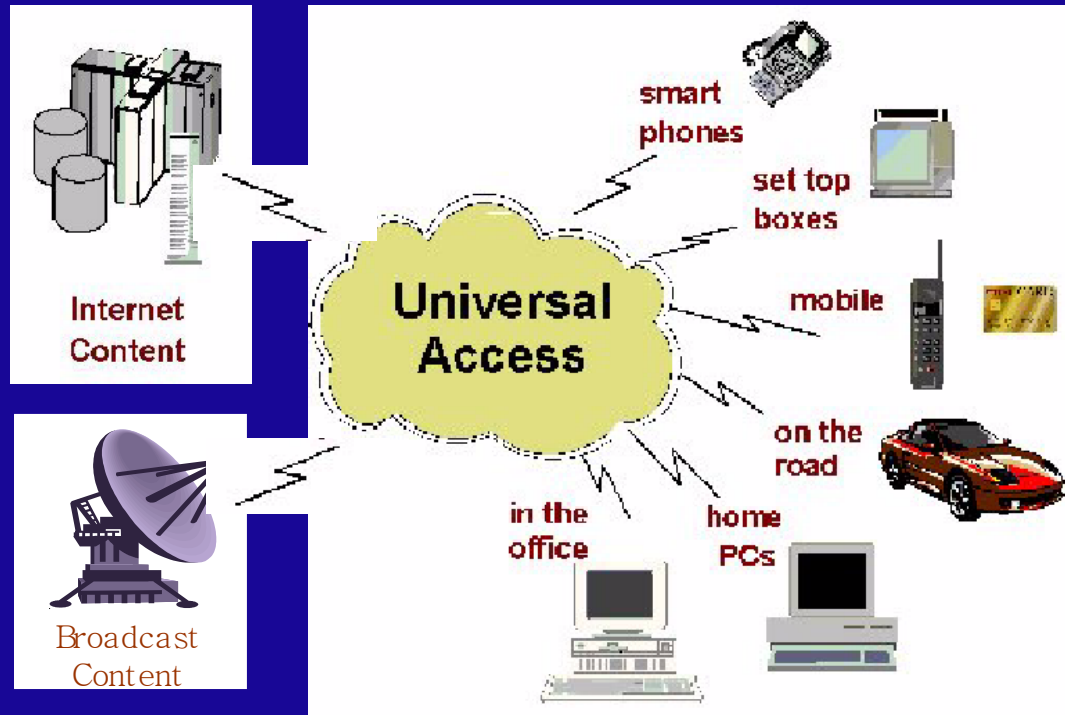 Internet
Content
Broadcast
Content
Universal
Access
smart
phones
set top
boxes
mobile
on the
road
home
PCs
in the
office